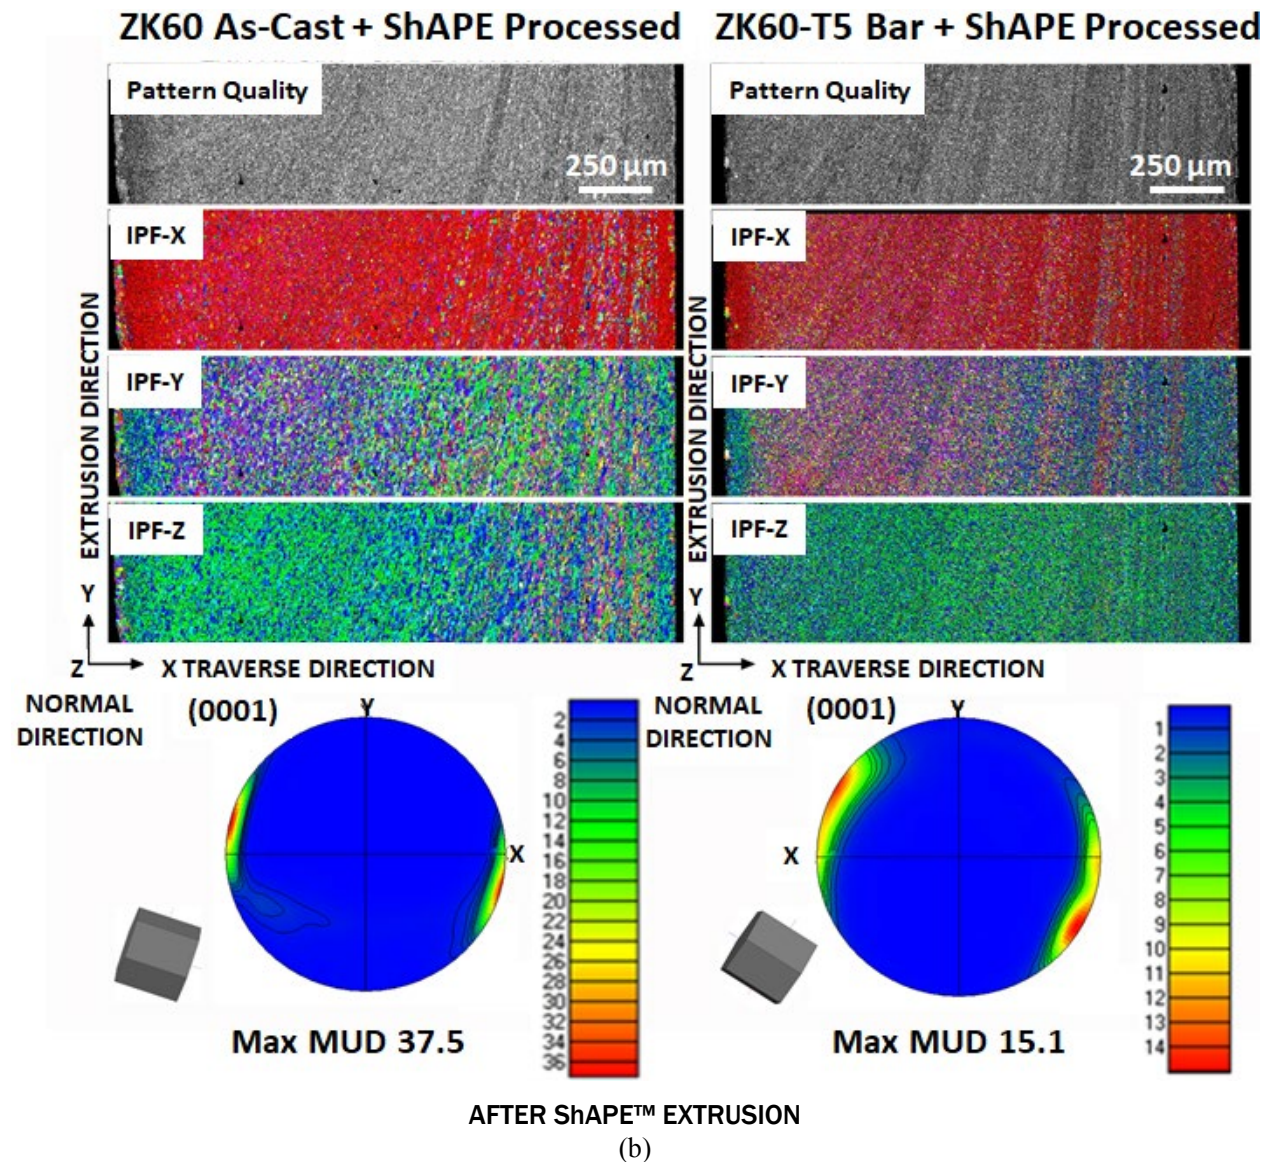 ZK60 As-Cast + ShAPE Processed
ZK60-T5 Bar + ShAPE Processed
Pattern Quality
250 µm
IPF-X
IPF-Y
IPF-Z
EXTRUSION DIRECTION
Y
Z
X TRAVERSE DIRECTION
NORMAL
DIRECTION
Pattern Quality
250 µm
IPF-X
IPF-Y
IPF-Z
EXTRUSION DIRECTION
Y
Z
X TRAVERSE DIRECTION
NORMAL
DIRECTION
(0001)
Y
X
2
4
6
8
10
12
14
16
18
20
22
24
26
28
30
32
34
36
Max MUD 37.5
(0001)
Y
X
1
2
3
4
5
6
7
8
9
10
11
12
13
14
Max MUD 15.1
AFTER ShAPE™ EXTRUSION
(b)